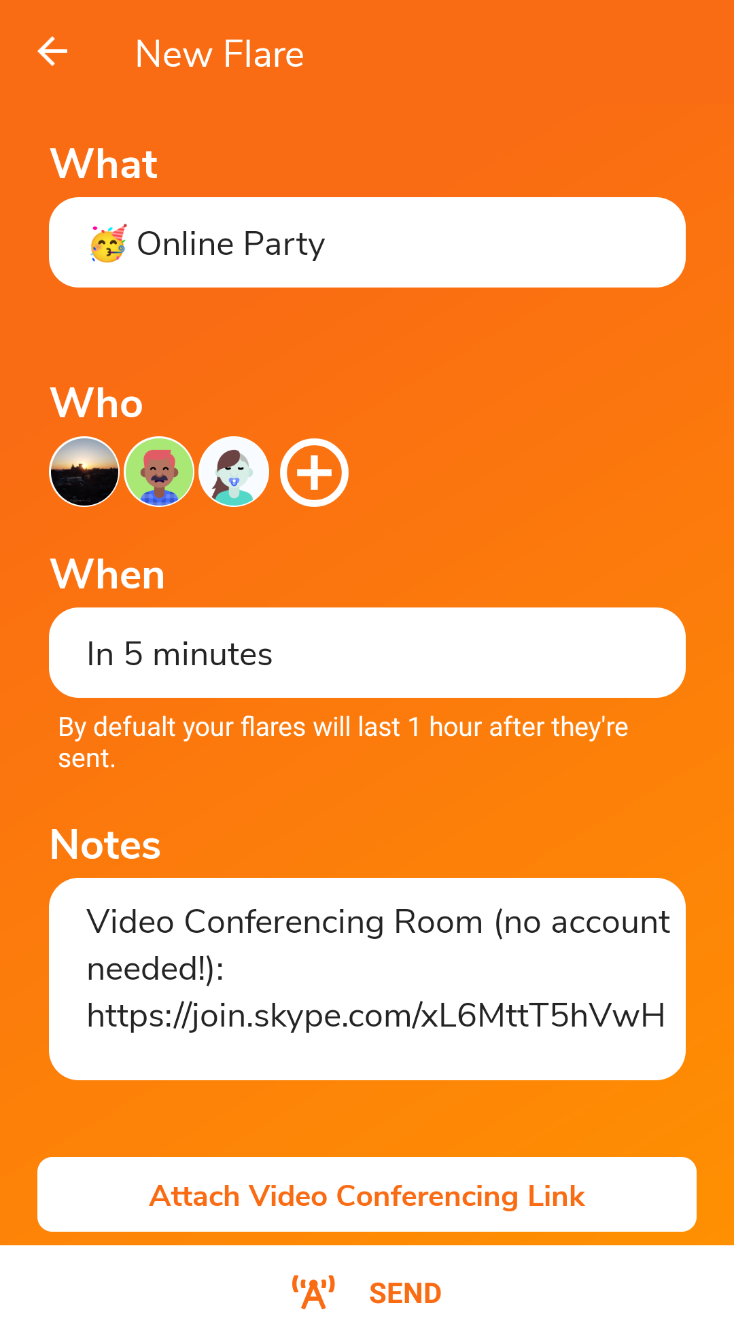 New Flare
What
🥳 Online Party
Who
When
In 5 minutes
By defualt your flares will last 1 hour after they're
sent.
Notes
Video Conferencing Room (no account
needed!):
https://join.skype.com/xL6MttT5hVwH
Attach Video Conferencing Link
SEND